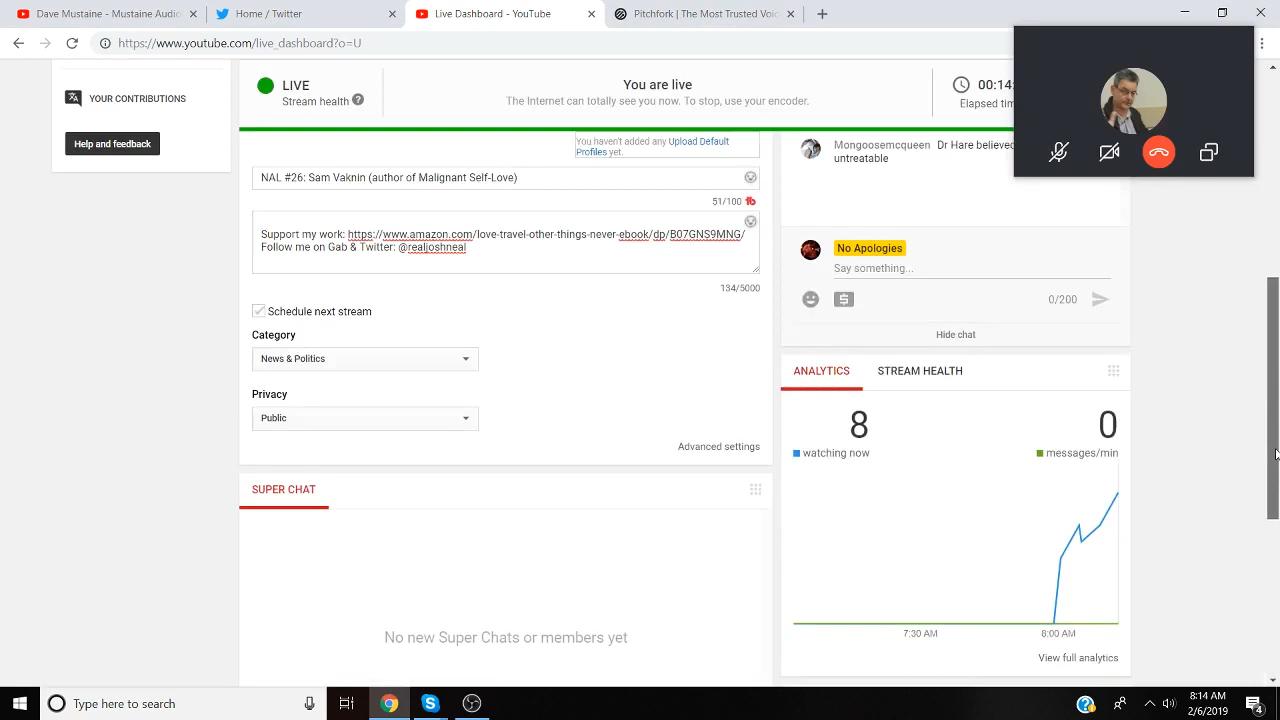 Dave Mustaine - Mustaine Audio
Home / Twitter
Live Dashboard - YouTube
Pitchfork | The Most Trusted Voi
https://www.youtube.com/live_dashboard?o=U
YOUR CONTRIBUTIONS
Help and feedback
LIVE
Stream health ?
You are live
The Internet can totally see you now. To stop, use your encoder.
00:14:
Elapsed tim
You haven't added any Upload Default
Profiles yet.
NAL #26: Sam Vaknin (author of Malignant Self-Love)
51/100
Support my work: https://www.amazon.com/love-travel-other-things-never-ebook/dp/B07GNS9MNG/
Follow me on Gab & Twitter: @realjoshneal
134/5000
Schedule next stream
Category
News & Politics
Privacy
Public
Advanced settings
SUPER CHAT
No new Super Chats or members yet
Mongoosemcqueen Dr Hare believed
untreatable
No Apologies
Say something...
0/200
Hide chat
ANALYTICS
STREAM HEALTH
8
watching now
0
messages/min
7:30 AM
8:00 AM
View full analytics
Type here to search
8:14 AM
2/6/2019
4